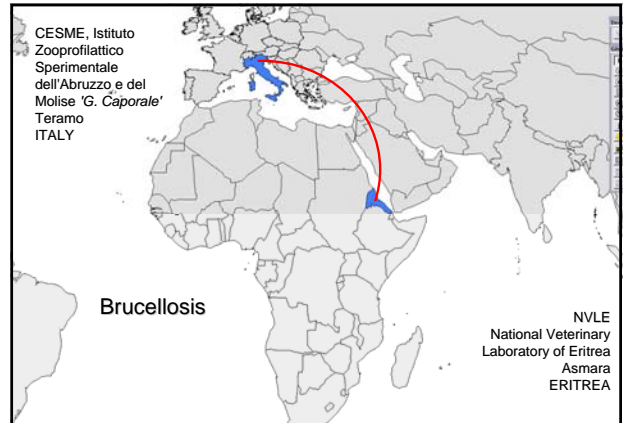 CESME, Istituto
Zooprofilattico
Sperimentale
dell'Abruzzo e del
Molise 'G. Caporale'
Teramo
ITALY
Brucellosis
NVLE
National Veterinary
Laboratory of Eritrea
Asmara
ERITREA